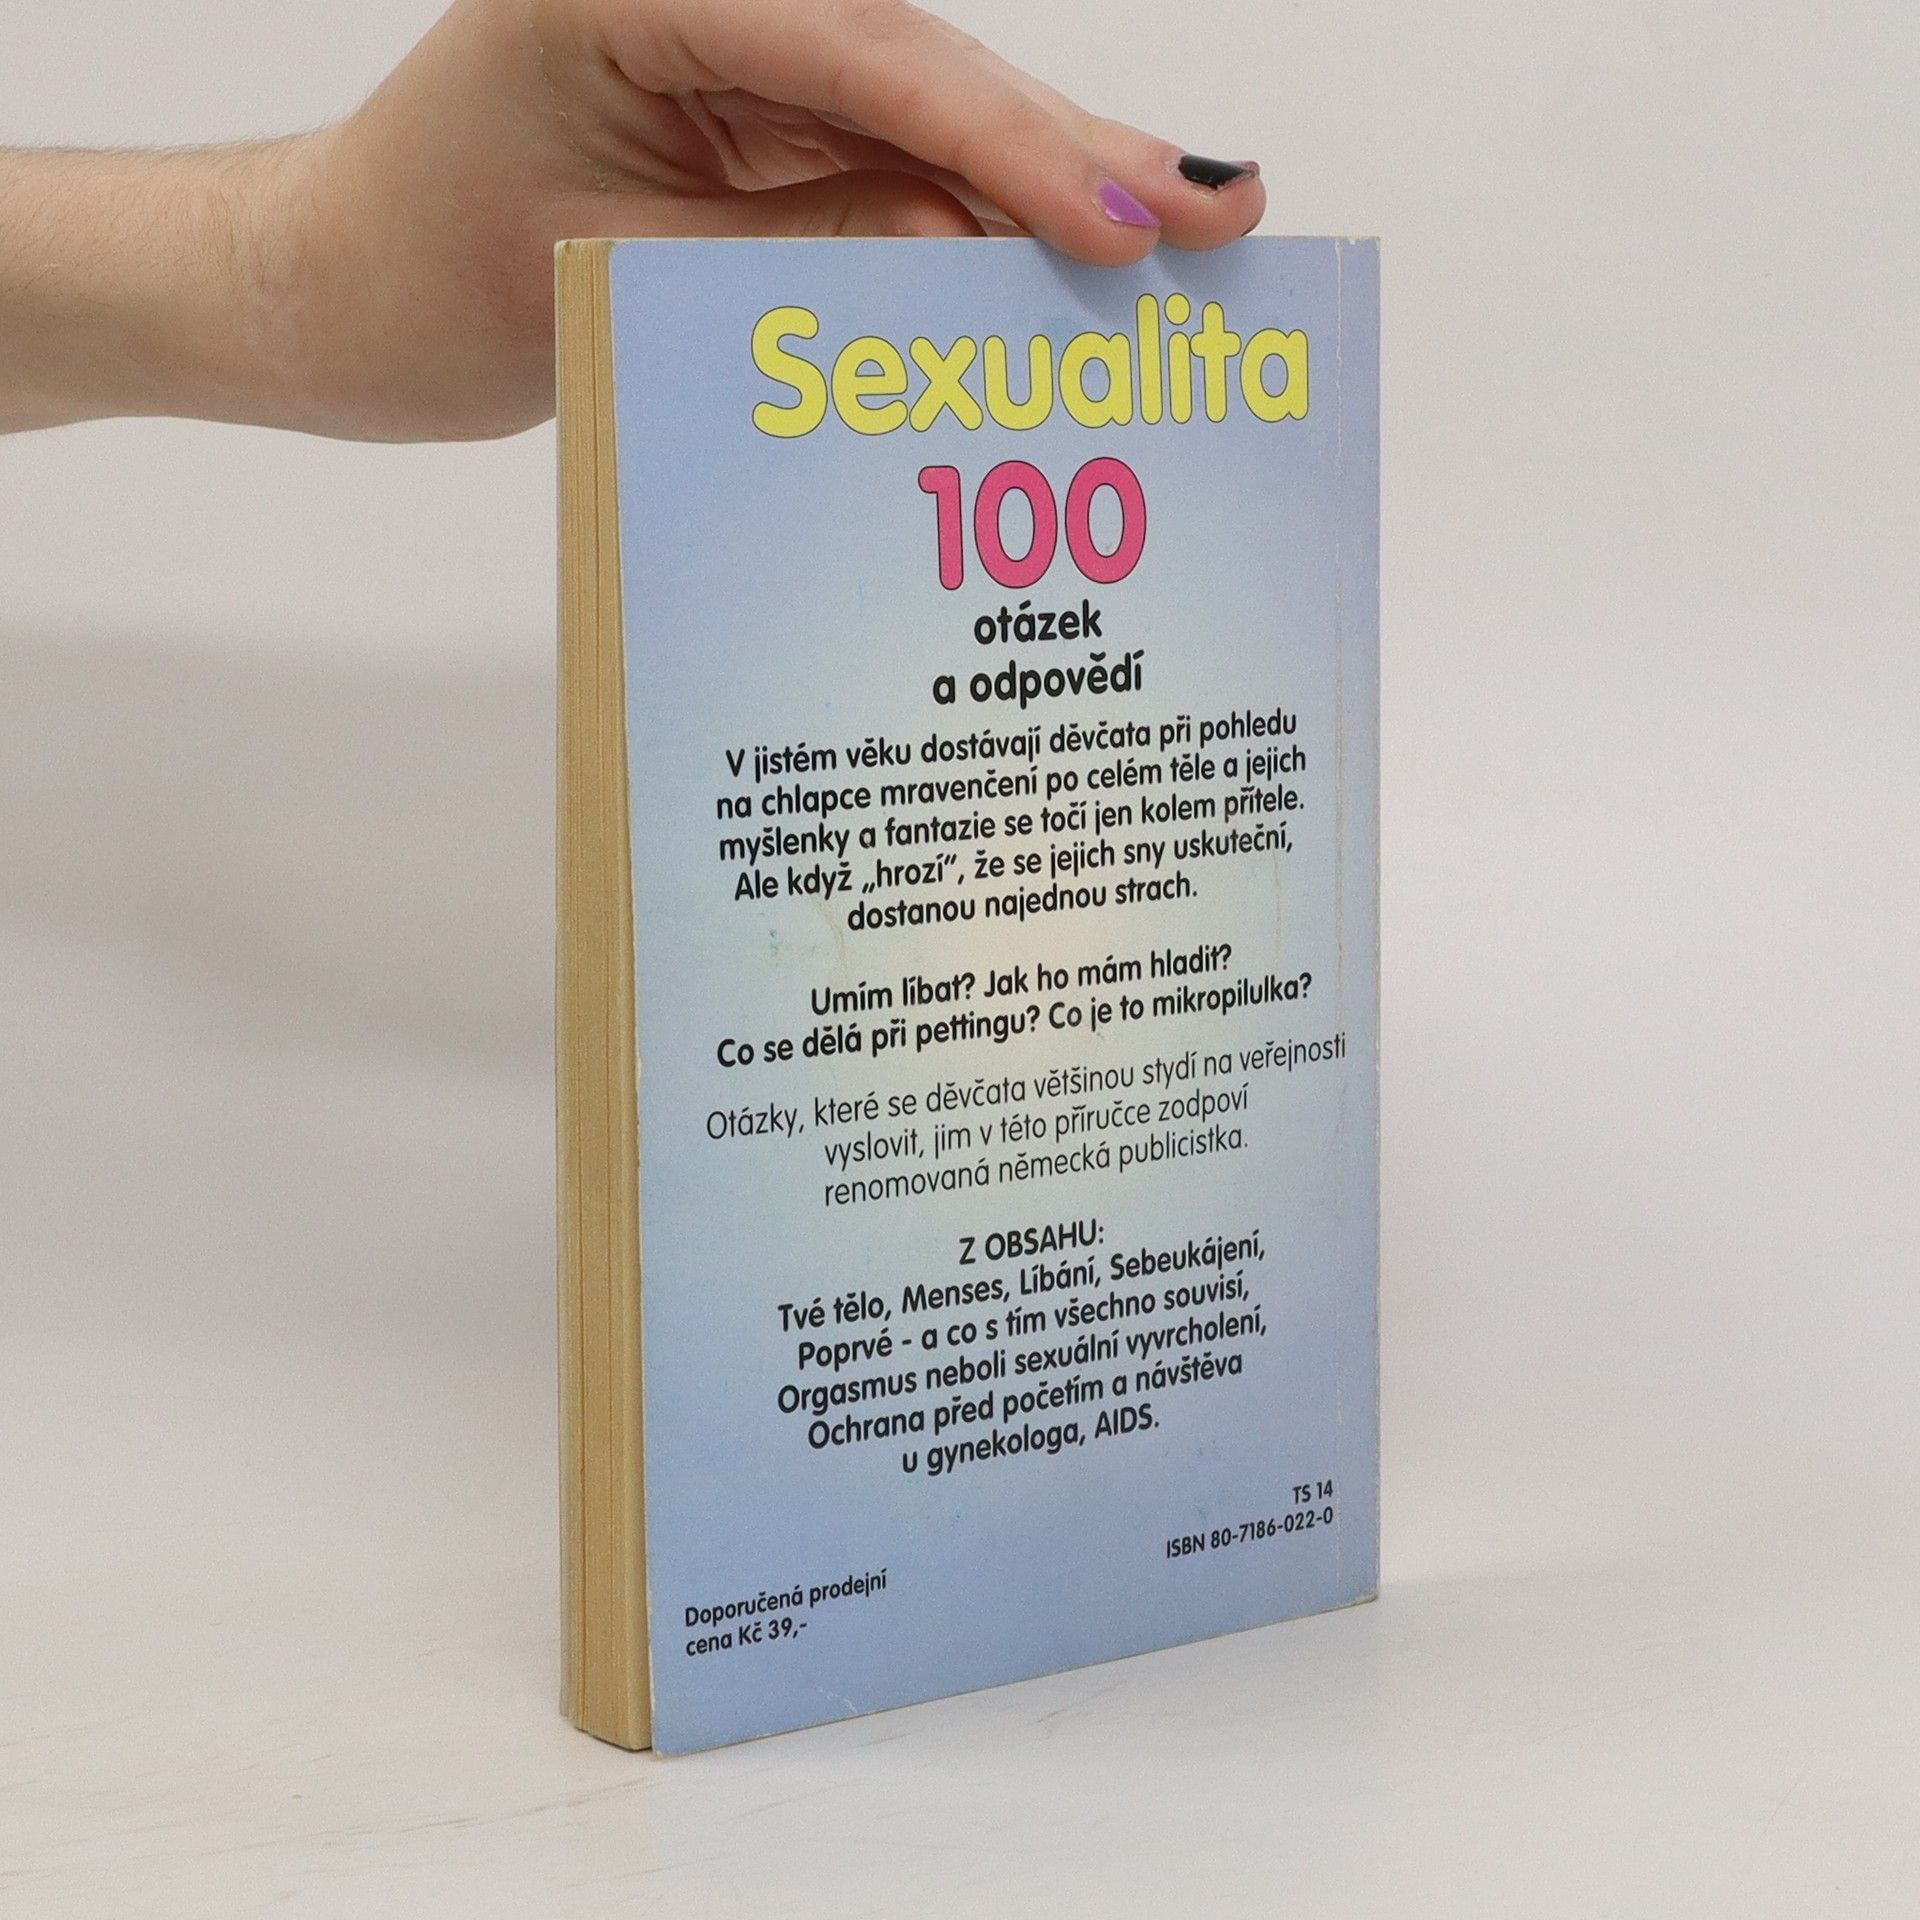 Sexualita
100
otázek
a odpovědí
V jistém věku dostávají děvčata při pohledu
na chlapce mravenčení po celém těle a jejich
myšlenky a fantazie se točí jen kolem přítele.
Ale když „hrozí“, že se jejich sny uskuteční,
dostanou najednou strach.
Umím líbat? Jak ho mám hladit?
Co se dělá při pettingu? Co je to mikropilulka?
Otázky, které se děvčata většinou stydí na veřejnosti
vyslovit, jim v této příručce zodpoví
renomovaná německá publicistka.
Z OBSAHU:
Tvé tělo, Menses, Líbání, Sebeukájení,
Poprvé - a co s tím všechno souvisí,
Orgasmus neboli sexuální vyvrcholení,
Ochrana před početím a návštěva
u gynekologa, AIDS.
TS 14
ISBN 80-7186-022-0
Doporučená prodejní
cena Kč 39,-